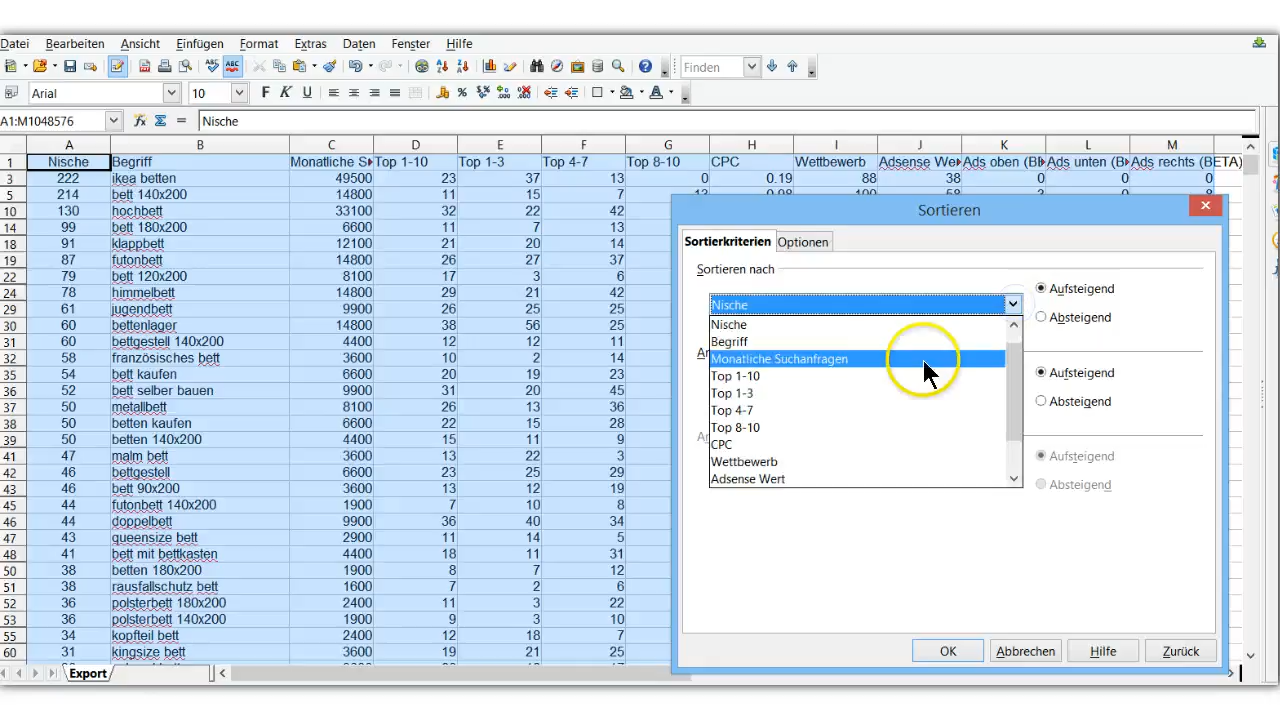 Datei Bearbeiten Ansicht Einfügen Format Extras Daten Fenster Hilfe
Finden
Arial 10 F K U
A1:M1048576 Nische
A B C D E F G H I J K L M
1 Nische Begriff Monatliche S Top 1-10 Top 1-3 Top 4-7 Top 8-10 CPC Wettbewerb Adsense Wer Ads oben (B Ads unten (B Ads rechts (BETA)
3 222 ikea betten 49500 23 37 13 0 0.19 88 38 0 0 0
5 214 bett 140x200 14800 11 15 7
10 130 hochbett 33100 32 22 42
14 99 bett 180x200 6600 11 7 13
18 91 klappbett 12100 21 20 14
19 87 futonbett 14800 26 27 37
22 79 bett 120x200 8100 17 3 6
24 78 himmelbett 14800 29 21 42
29 61 jugendbett 9900 26 25 25
30 60 bettenlager 14800 38 56 25
31 60 bettgestell 140x200 4400 12 12 11
32 58 französisches bett 3600 10 2 14
35 54 bett kaufen 6600 20 19 23
36 52 bett selber bauen 9900 31 20 45
37 50 metallbett 8100 26 13 36
38 50 betten kaufen 6600 22 15 28
39 50 betten 140x200 4400 15 11 9
41 47 malm bett 3600 13 22 3
42 46 bettgestell 6600 23 25 29
43 46 bett 90x200 3600 13 12 19
45 44 futonbett 140x200 1900 7 10 8
46 44 doppelbett 9900 36 40 34
47 43 queensize bett 2900 11 14 5
48 41 bett mit bettkasten 4400 18 11 31
50 38 betten 180x200 1900 8 7 12
51 38 rausfallschutz bett 1600 7 2 6
52 36 polsterbett 180x200 2400 11 3 22
53 36 polsterbett 140x200 1900 9 3 10
55 34 kopfteil bett 2400 12 18 7
60 31 kingsize bett 3600 19 21 25
Export
Sortieren
Sortierkriterien Optionen
Sortieren nach
Nische
Aufsteigend
Absteigend
Nische
Begriff
Monatliche Suchanfragen
Top 1-10
Top 1-3
Top 4-7
Top 8-10
CPC
Wettbewerb
Adsense Wert
Aufsteigend
Absteigend
Aufsteigend
Absteigend
OK Abbrechen Hilfe Zurück